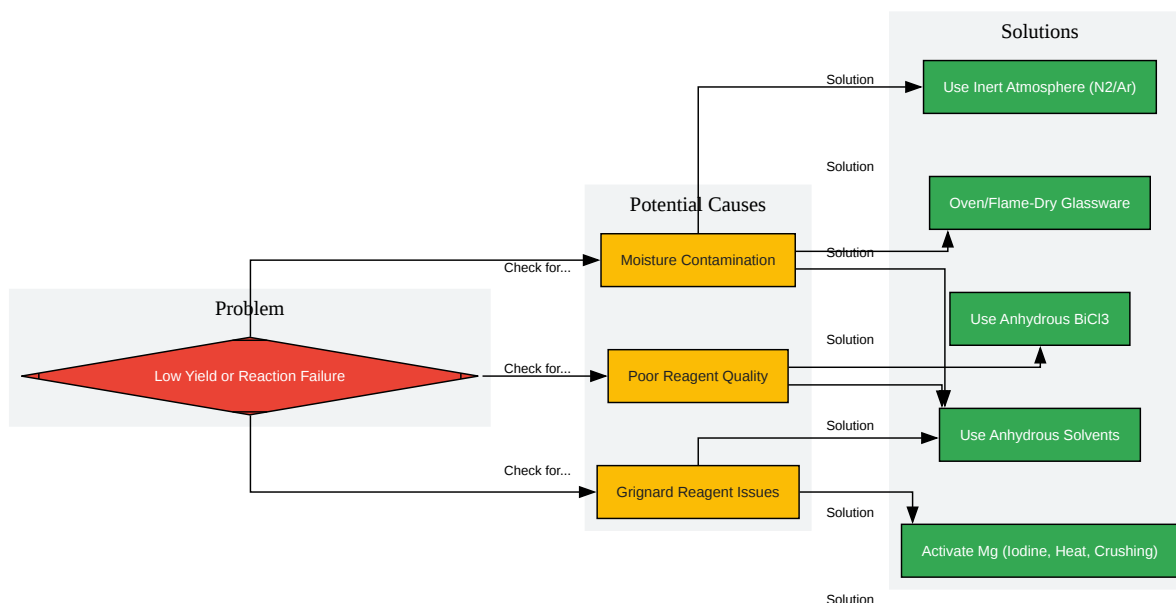 Solutions
Solution
Use Inert Atmosphere (N2/Ar)
Solution
Oven/Flame-Dry Glassware
Potential Causes
Solution
Moisture Contamination
Check for...
Problem
Use Anhydrous BiCl3
Solution
Low Yield or Reaction Failure
Check for...
Poor Reagent Quality
Solution
Use Anhydrous Solvents
Check for...
Grignard Reagent Issues
Solution
Activate Mg (Iodine, Heat, Crushing)
Solution